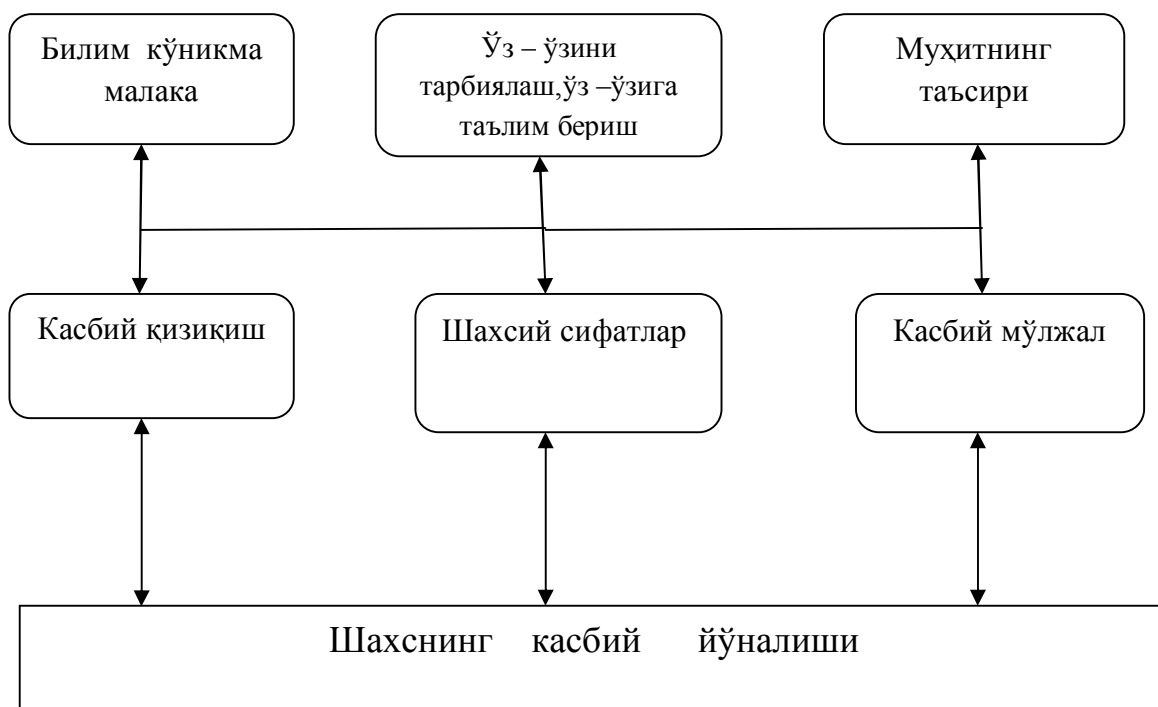 Билим кўникма
малака
Ўз – ўзини
тарбиялаш,ўз –ўзига
таълим бериш
Муҳитнинг
таъсири
Касбий қизиқиш
Шахсий сифатлар
Касбий мўлжал
Шахснинг касбий йўналиши